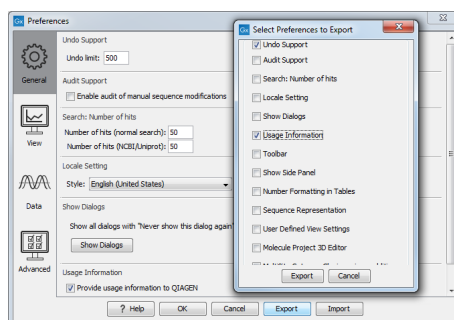 Gx Preferences
General
View
Data
Advanced
Undo Support
Undo limit: 500
Audit Support
Enable audit of manual sequence modifications
Search: Number of hits
Number of hits (normal search): 50
Number of hits (NCBI/Uniprot): 50
Locale Setting
Style: English (United States)
Show Dialogs
Show all dialogs with "Never show this dialog again"
Show Dialogs
Usage Information
Provide usage information to QIAGEN
? Help
OK
Cancel
Export
Import
Gx Select Preferences to Export
Undo Support
Audit Support
Search: Number of hits
Locale Setting
Show Dialogs
Usage Information
Toolbar
Show Side Panel
Number Formatting in Tables
Sequence Representation
User Defined View Settings
Molecule Project 3D Editor
Export
Cancel